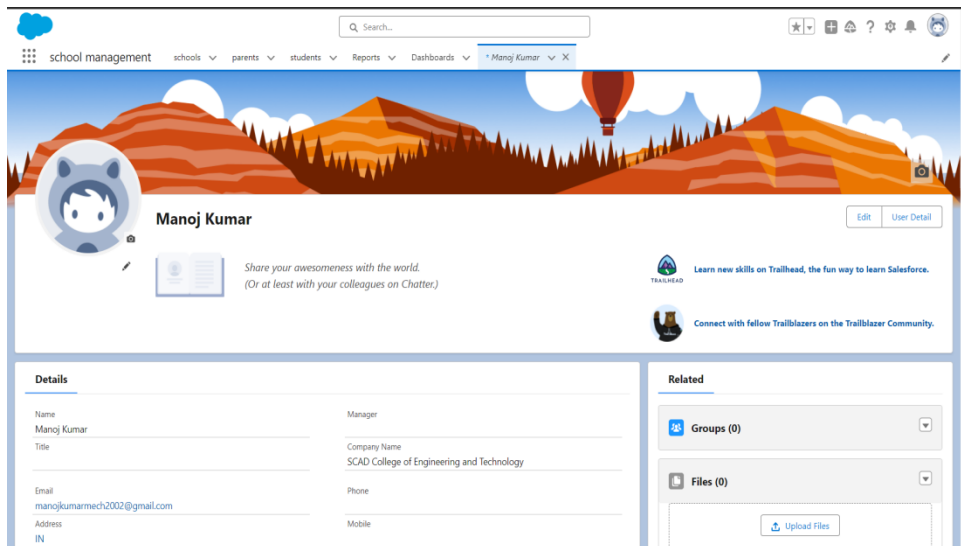 Search...
school management schools parents students Reports Dashboards * Manoj Kumar
Manoj Kumar
Edit User Detail
Share your awesomeness with the world.
(Or at least with your colleagues on Chatter.)
TRAILHEAD
Learn new skills on Trailhead, the fun way to learn Salesforce.
Connect with fellow Trailblazers on the Trailblazer Community.
Details
Name
Manoj Kumar
Manager
Title
Company Name
SCAD College of Engineering and Technology
Email
manojkumarmech2002@gmail.com
Phone
Address
IN
Mobile
Related
Groups (0)
Files (0)
Upload Files